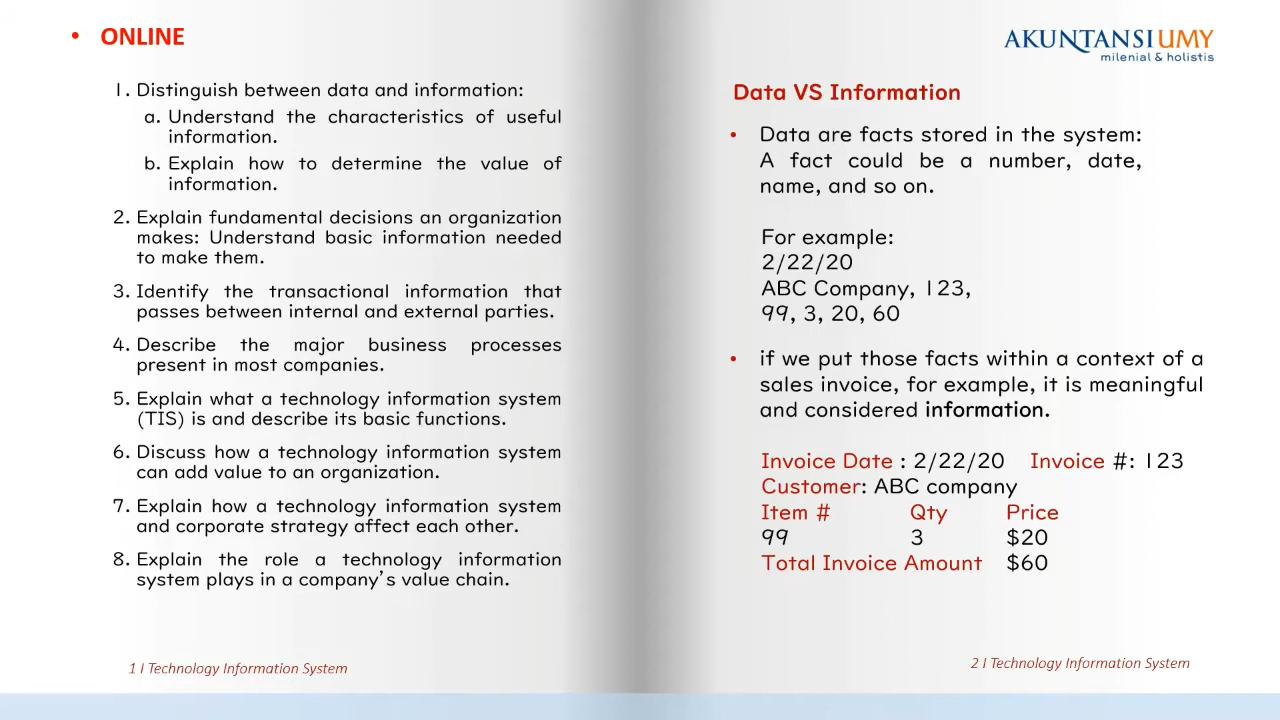 • ONLINE
1. Distinguish between data and information:
a. Understand the characteristics of useful
information.
b. Explain how to determine the value of
information.
2. Explain fundamental decisions an organization
makes: Understand basic information needed
to make them.
3. Identify the transactional information that
passes between internal and external parties.
4. Describe the major business processes
present in most companies.
5. Explain what a technology information system
(TIS) is and describe its basic functions.
6. Discuss how a technology information system
can add value to an organization.
7. Explain how a technology information system
and corporate strategy affect each other.
8. Explain the role a technology information
system plays in a company's value chain.
1 I Technology Information System
AKUNTANSI UMY
milenial & holistis
Data VS Information
• Data are facts stored in the system:
A fact could be a number, date,
name, and so on.
For example:
2/22/20
ABC Company, 123,
99, 3, 20, 60
• if we put those facts within a context of a
sales invoice, for example, it is meaningful
and considered information.
Invoice Date : 2/22/20 Invoice #: 123
Customer: ABC company
Item # Qty Price
99 3 $20
Total Invoice Amount $60
2 I Technology Information System